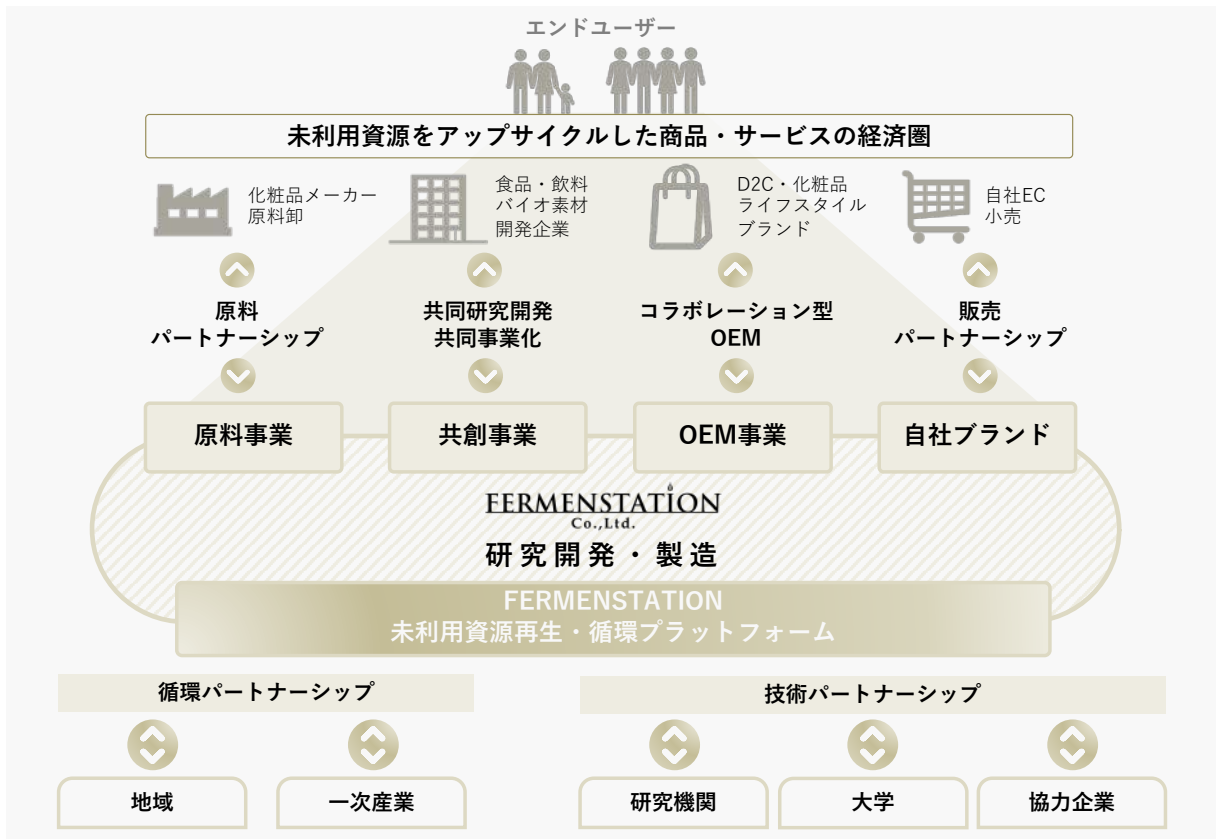 エンドユーザー
未利用資源をアップサイクルした商品・サービスの経済圏
化粧品メーカー
原料卸
食品・飲料
バイオ素材
開発企業
D2C・化粧品
ライフスタイル
ブランド
自社EC
小売
原料
パートナーシップ
共同研究開発
共同事業化
コラボレーション型
OEM
販売
パートナーシップ
原料事業
共創事業
OEM事業
自社ブランド
FERMENSTATION
Co.,Ltd.
研究開発・製造
FERMENSTATION
未利用資源再生・循環プラットフォーム
循環パートナーシップ
技術パートナーシップ
地域
一次産業
研究機関
大学
協力企業